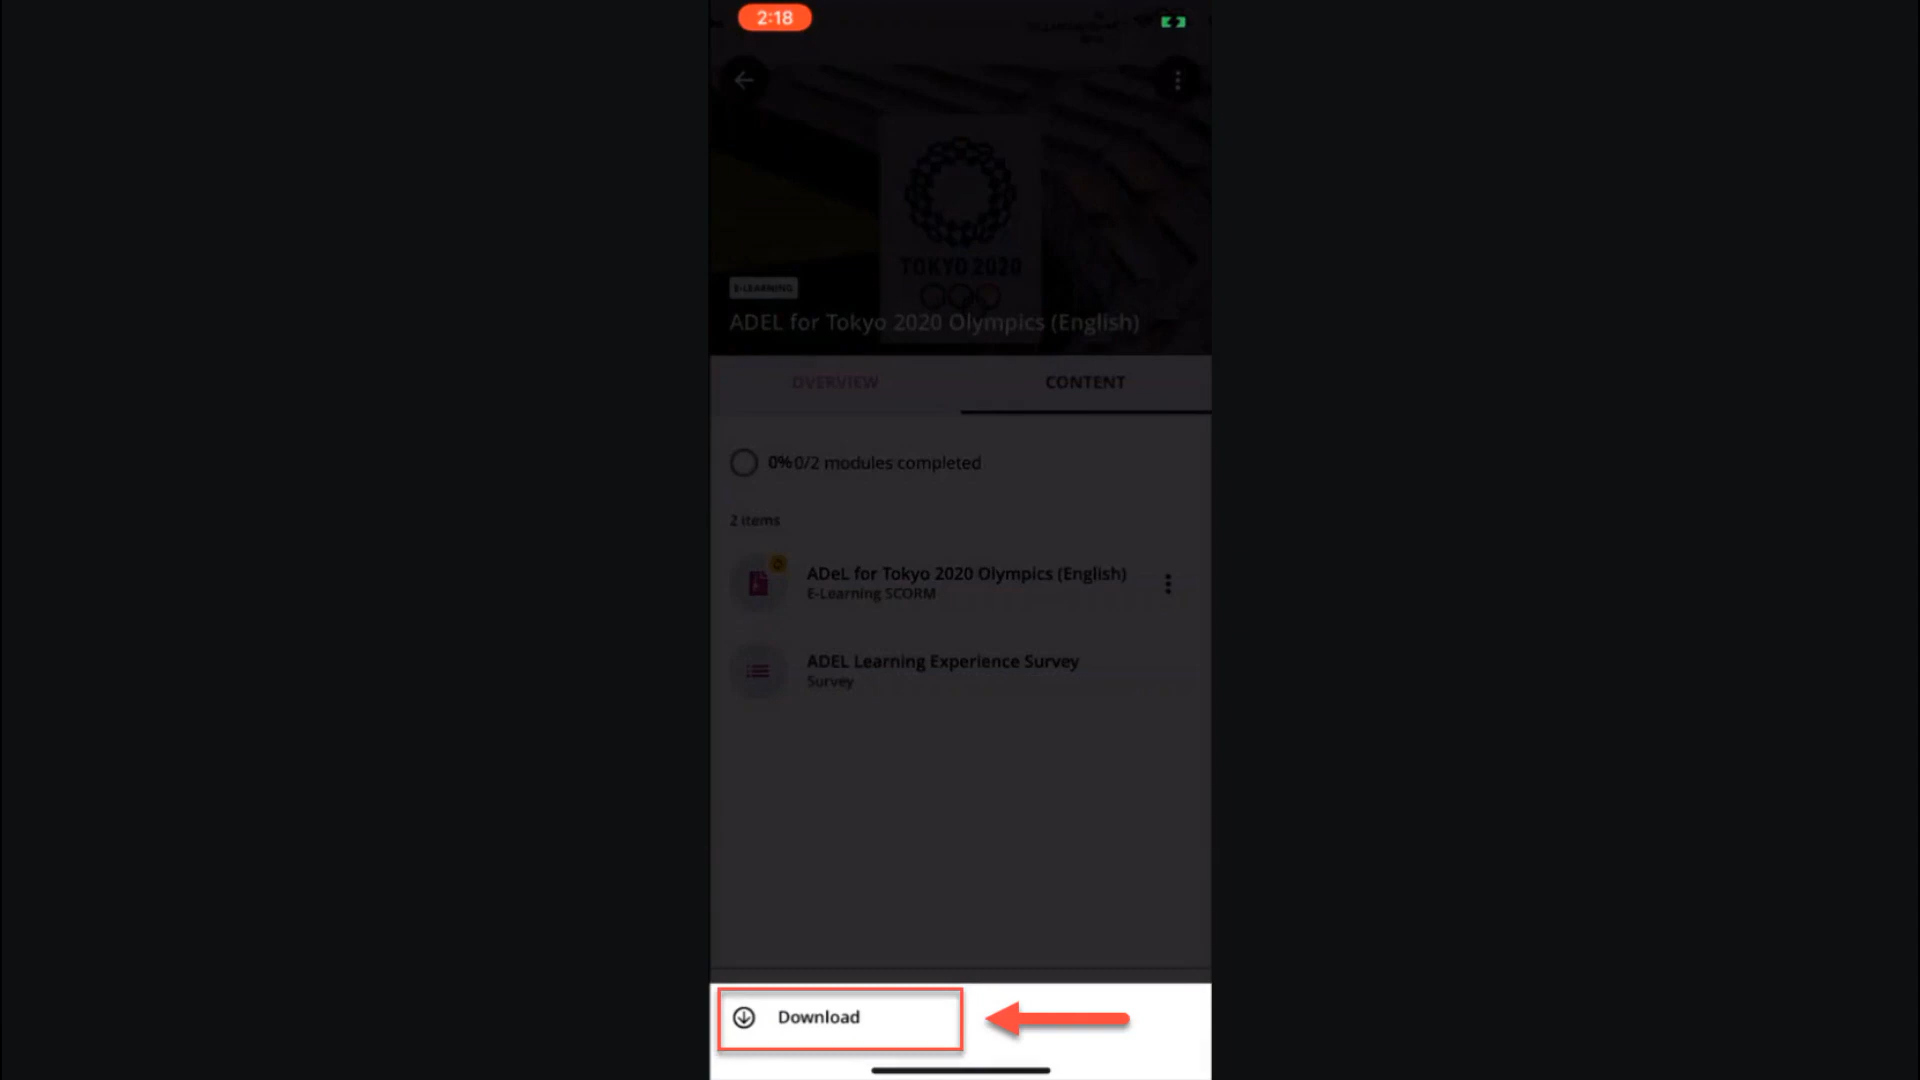 2:18
TOKYO 2020
E-LEARNING
ADEL for Tokyo 2020 Olympics (English)
OVERVIEW
CONTENT
0% 0/2 modules completed
2 items
ADeL for Tokyo 2020 Olympics (English)
E-Learning SCORM
ADEL Learning Experience Survey
Survey
Download